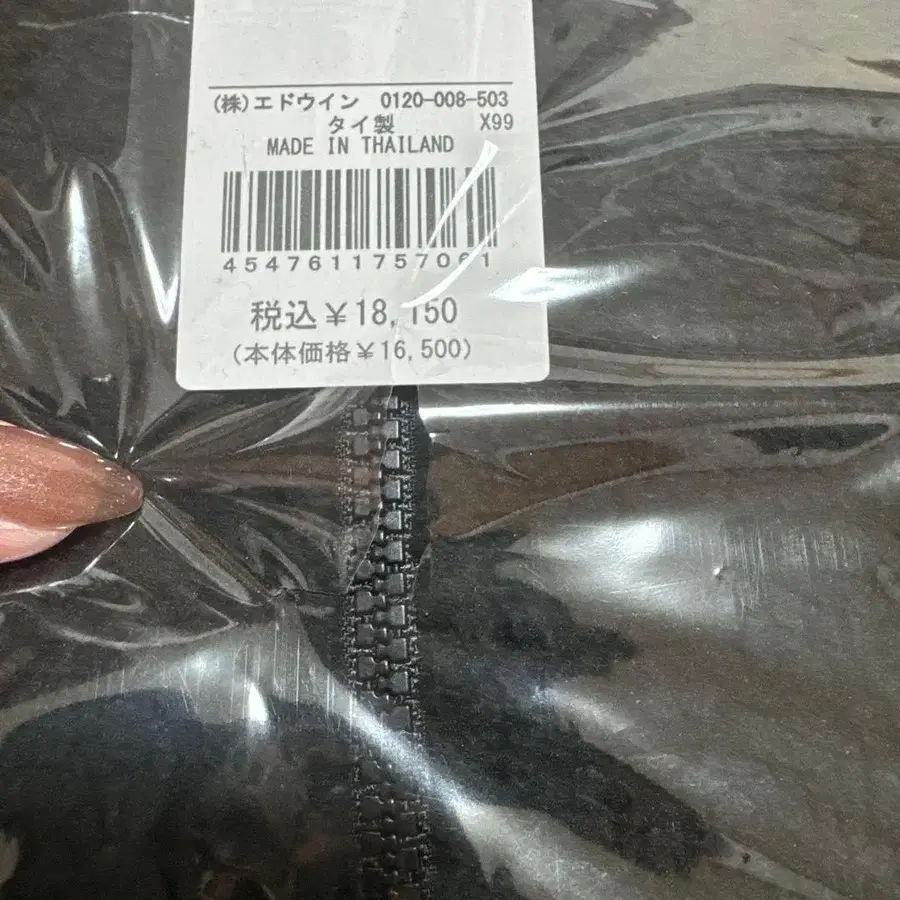 (株)エドウイン 0120-008-503
タイ製 X99
MADE IN THAILAND
4547611757061
税込￥18,150
(本体価格￥16,500)